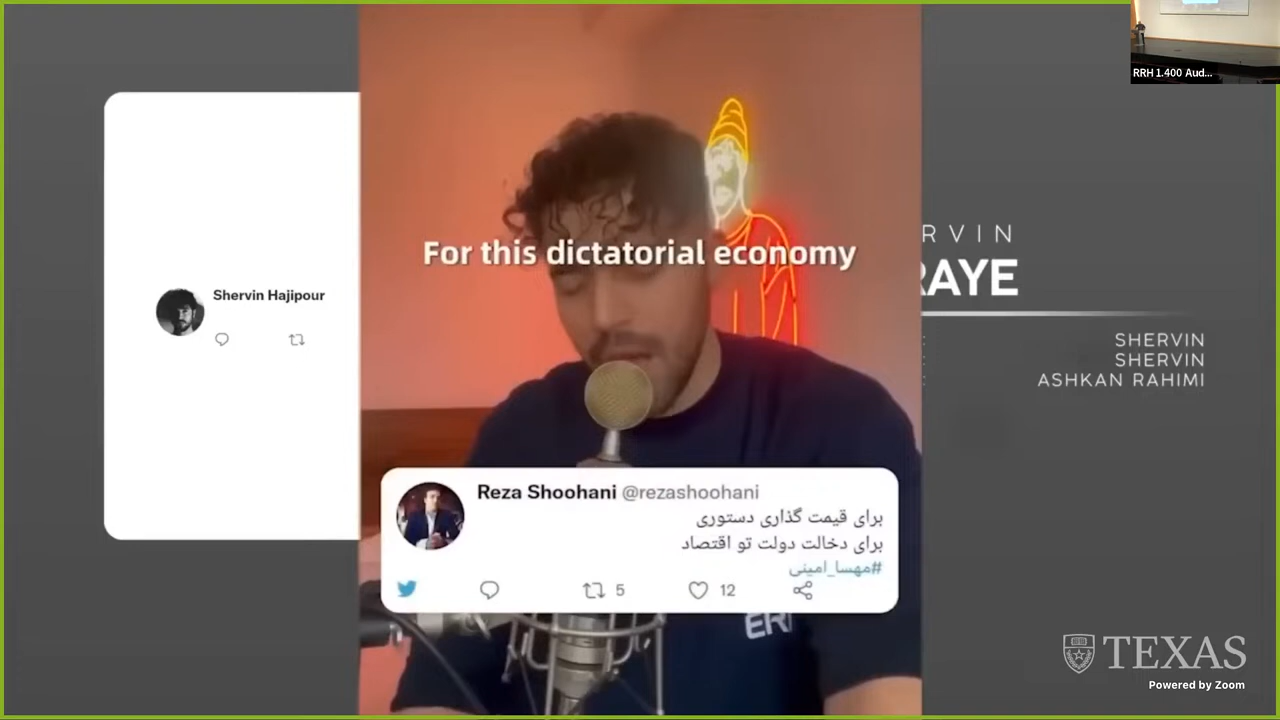 RRH 1.400 Aud...
Shervin Hajipour
For this dictatorial economy
RVIN
RAYE
SHERVIN
SHERVIN
ASHKAN RAHIMI
Reza Shoohani @rezashoohani
برای قیمت گذاری دستوری
برای دخالت دولت تو اقتصاد
#مهسا_امینی
5
12
ER
TEXAS
Powered by Zoom